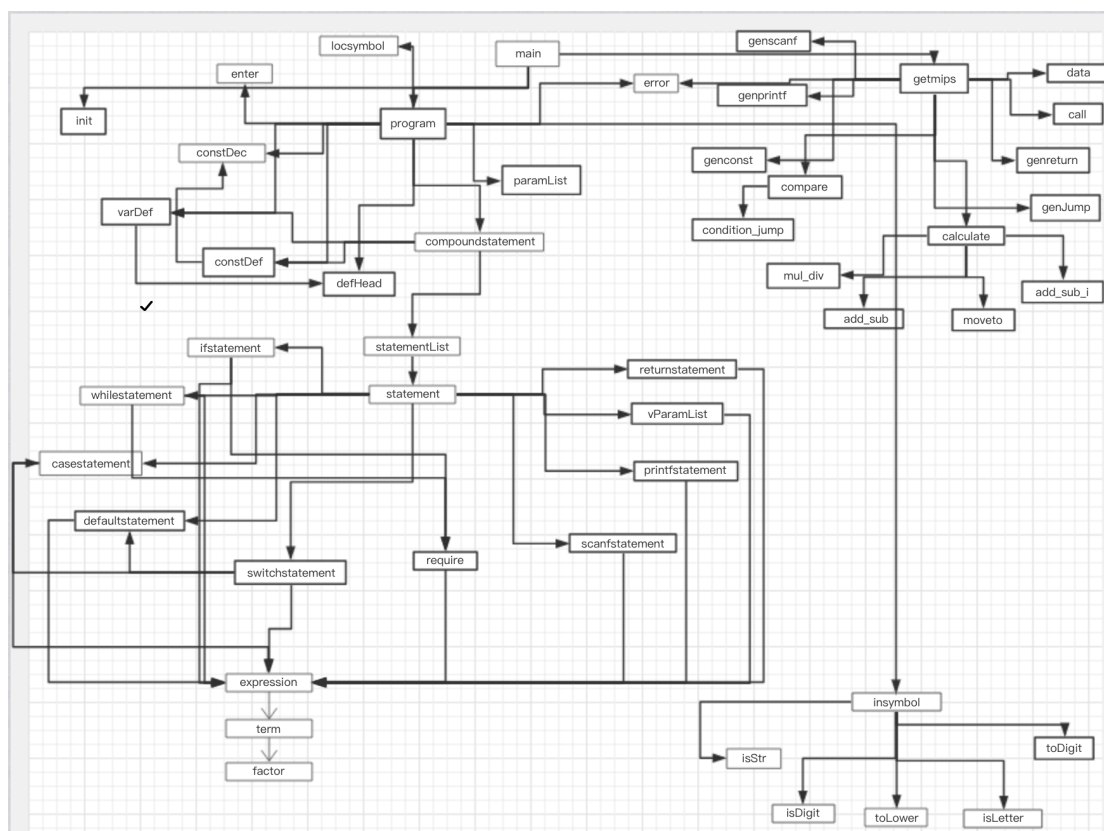 genscanf
locsymbol
main
enter
error
getmips
data
genprintf
call
init
program
constDec
genconst
genreturn
paramList
compare
varDef
genJump
condition_jump
calculate
compoundstatement
constDef
defHead
mul_div
add_sub_i
add_sub
moveto
ifstatement
statementList
returnstatement
whilestatement
statement
vParamList
casestatement
printfstatement
defaultstatement
scanfstatement
require
switchstatement
expression
insymbol
term
toDigit
isStr
factor
isDigit
toLower
isLetter